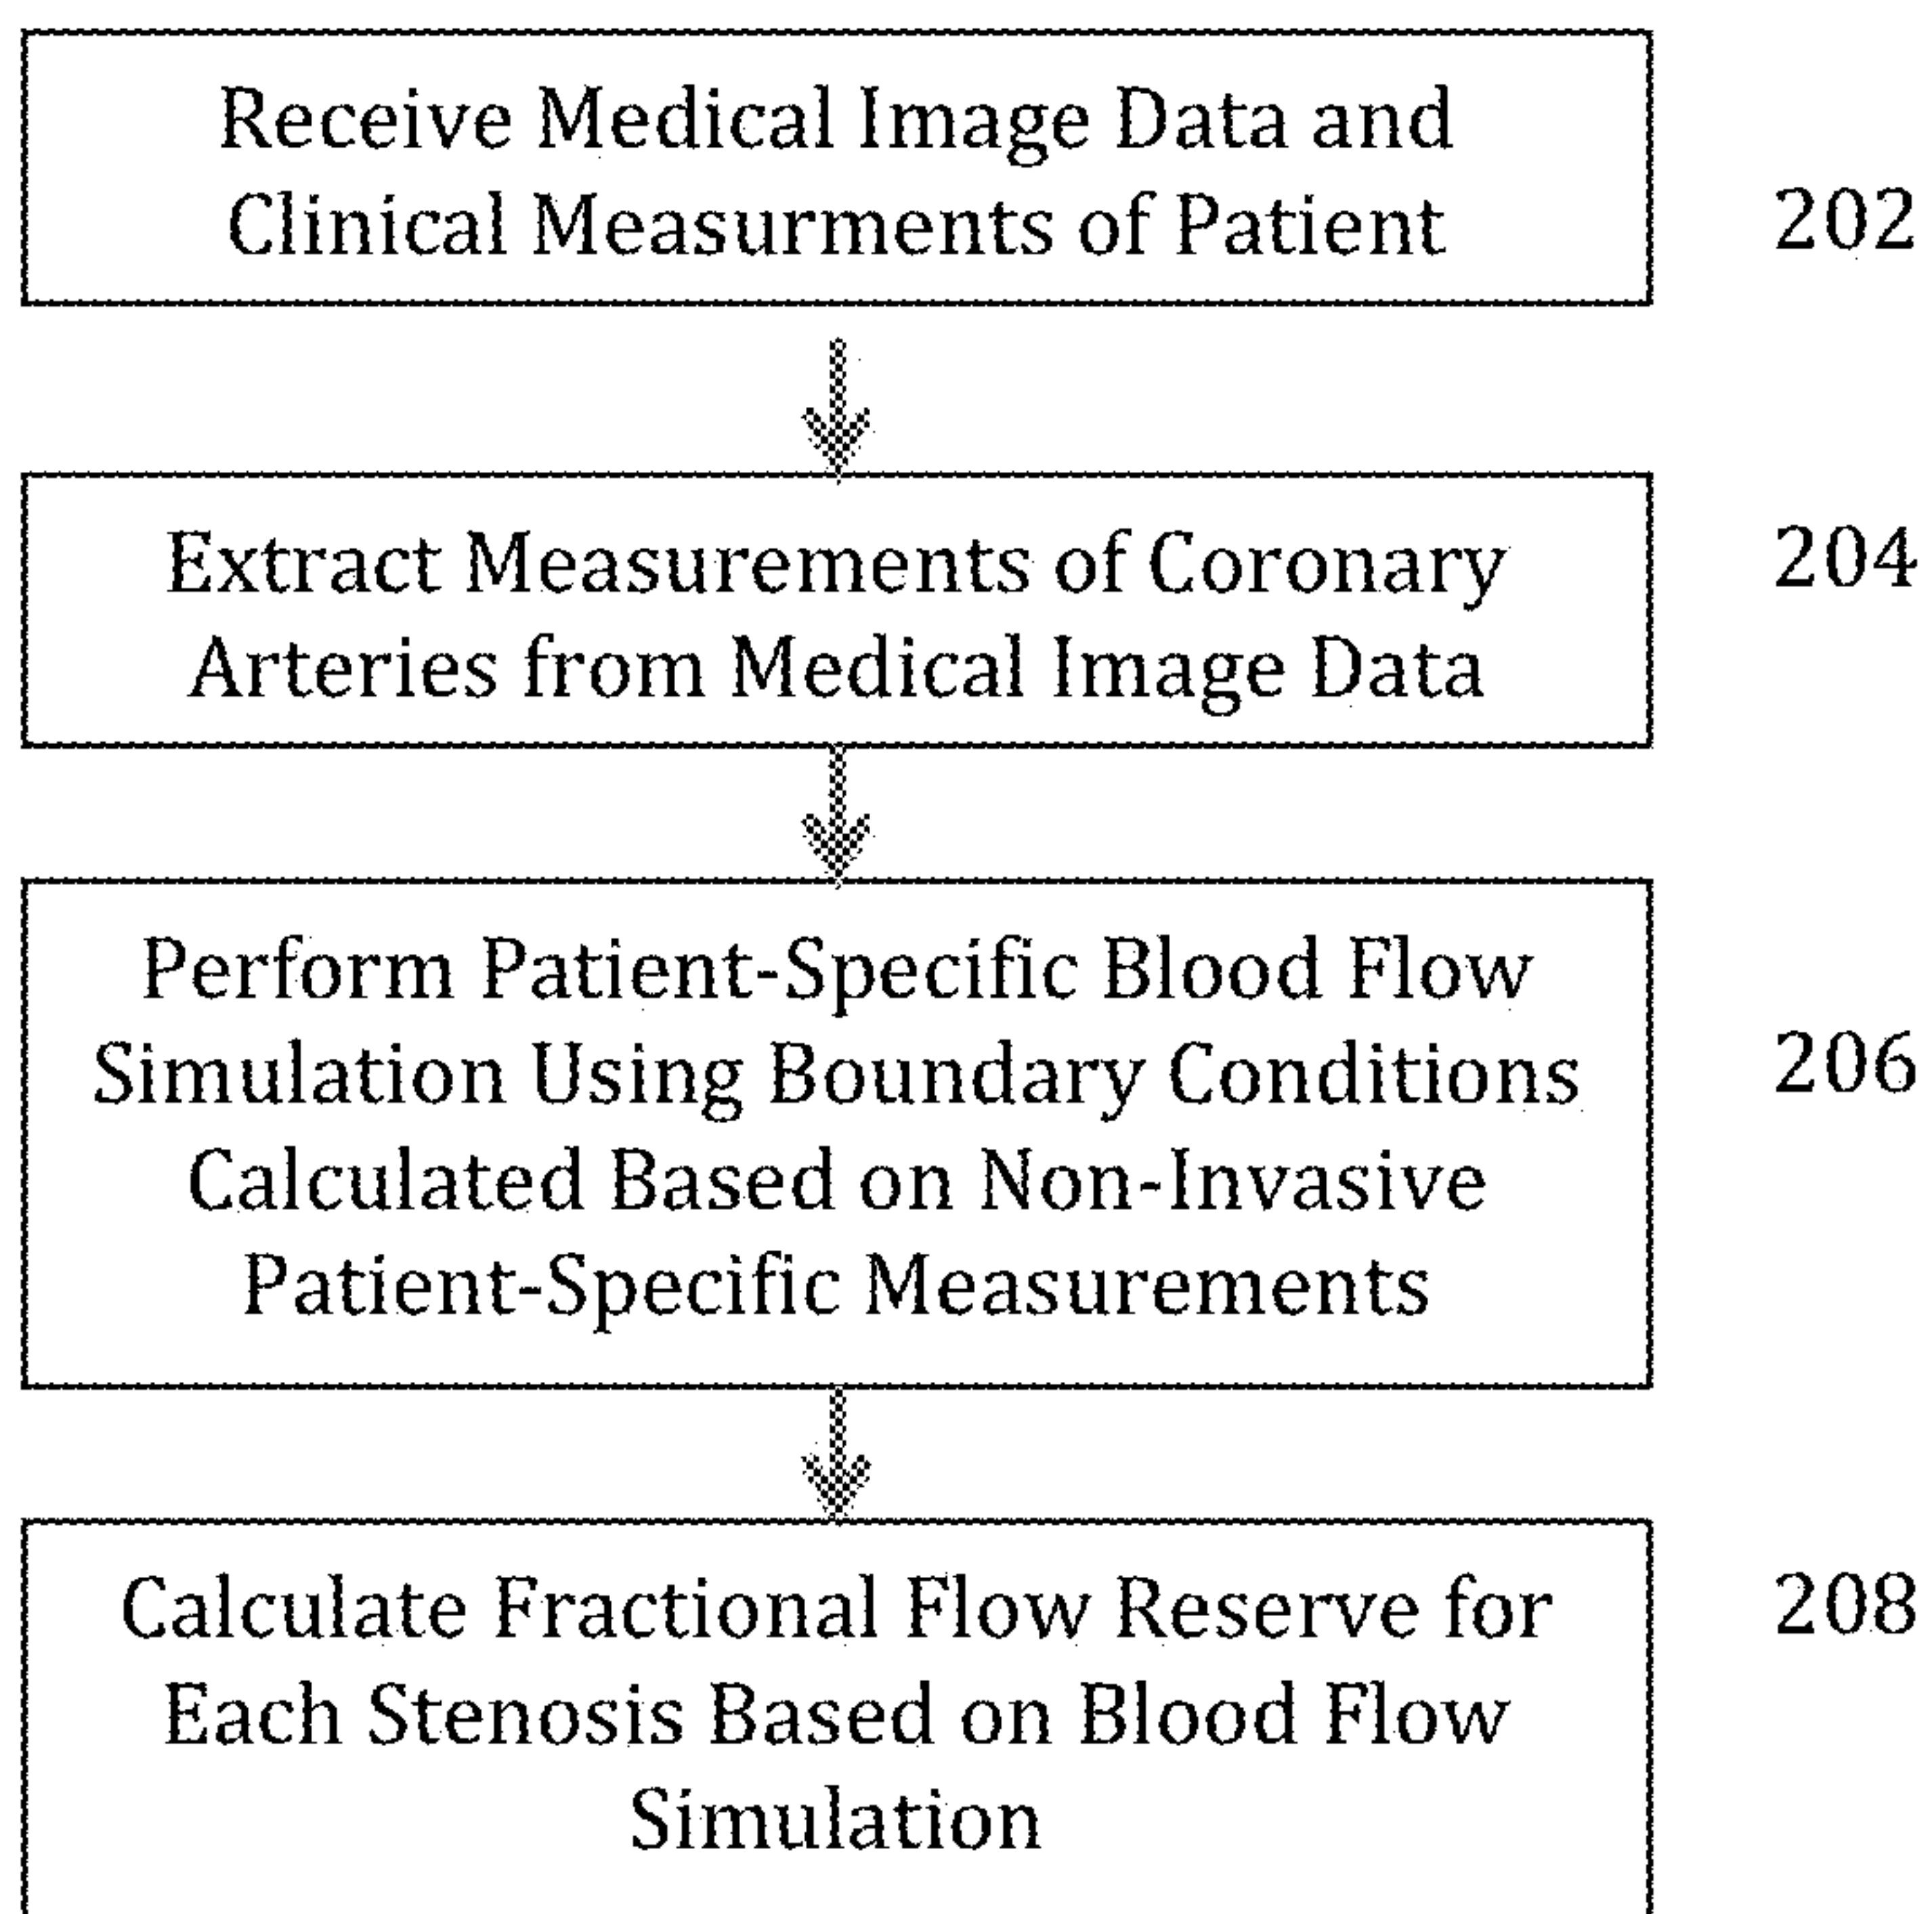 Receive Medical Image Data and
Clinical Measurments of Patient
202
Extract Measurements of Coronary
Arteries from Medical Image Data
204
Perform Patient-Specific Blood Flow
Simulation Using Boundary Conditions
Calculated Based on Non-Invasive
Patient-Specific Measurements
206
Calculate Fractional Flow Reserve for
Each Stenosis Based on Blood Flow
Simulation
208